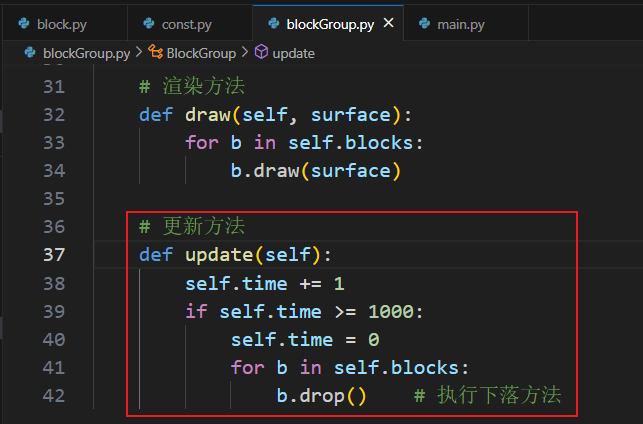 block.py const.py blockGroup.py main.py
blockGroup.py > BlockGroup > update
31 # 渲染方法
32 def draw(self, surface):
33 for b in self.blocks:
34 b.draw(surface)
35
36 # 更新方法
37 def update(self):
38 self.time += 1
39 if self.time >= 1000:
40 self.time = 0
41 for b in self.blocks:
42 b.drop() # 执行下落方法